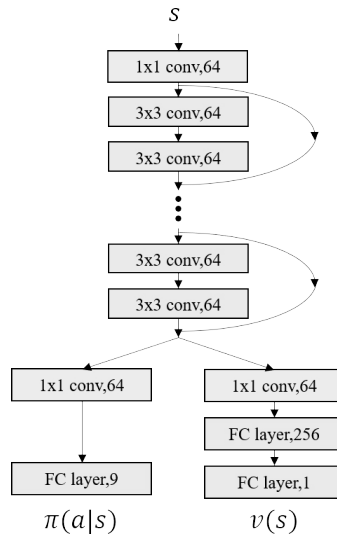 s
1x1 conv,64
3x3 conv,64
3x3 conv,64
3x3 conv,64
3x3 conv,64
1x1 conv,64
FC layer,9
π(a|s)
1x1 conv,64
FC layer,256
FC layer,1
v(s)